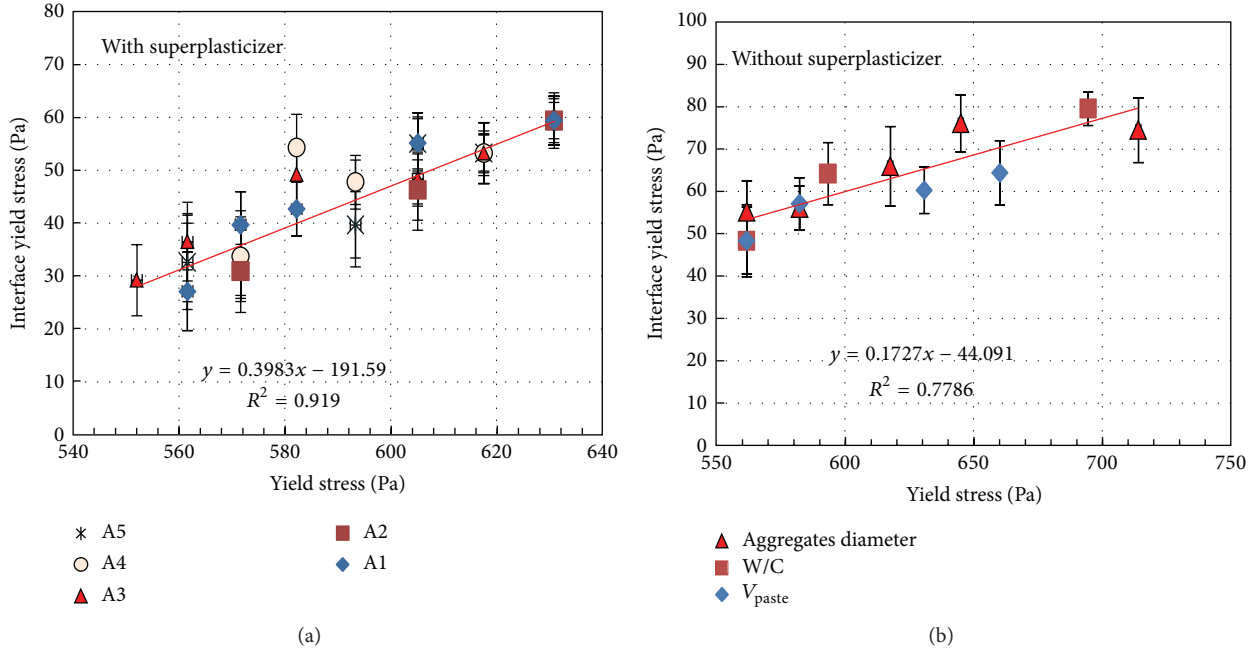 With superplasticizer
Interface yield stress (Pa)
80
70
60
50
40
30
20
10
0
y = 0.3983x − 191.59
R² = 0.919
540
560
580
600
620
640
Yield stress (Pa)
A5
A4
A3
A2
A1
(a)
Without superplasticizer
Interface yield stress (Pa)
100
90
80
70
60
50
40
30
20
10
0
y = 0.1727x − 44.091
R² = 0.7786
550
600
650
700
750
Yield stress (Pa)
Aggregates diameter
W/C
Vpaste
(b)